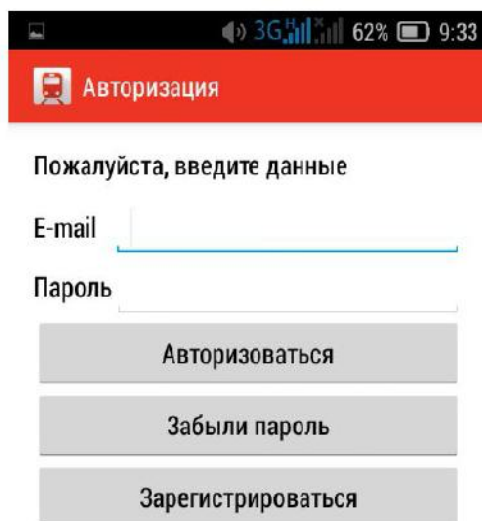 3G H 62% 9:33
Авторизация
Пожалуйста, введите данные
E-mail
Пароль
Авторизоваться
Забыли пароль
Зарегистрироваться